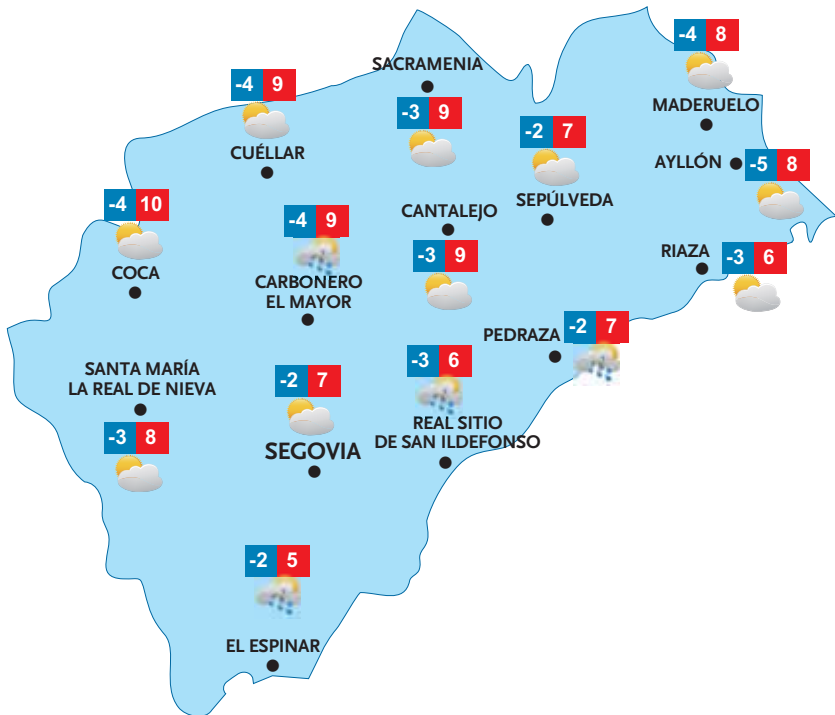 -4 8
MADERUELO
SACRAMENIA
-3 9
-4 9
CUÉLLAR
-2 7
SEPÚLVEDA
AYLLÓN
-5 8
-4 10
COCA
-4 9
CARBONERO
EL MAYOR
CANTALEJO
-3 9
RIAZA
-3 6
PEDRAZA
-2 7
SANTA MARÍA
LA REAL DE NIEVA
-3 8
-2 7
SEGOVIA
-3 6
REAL SITIO
DE SAN ILDEFONSO
-2 5
EL ESPINAR